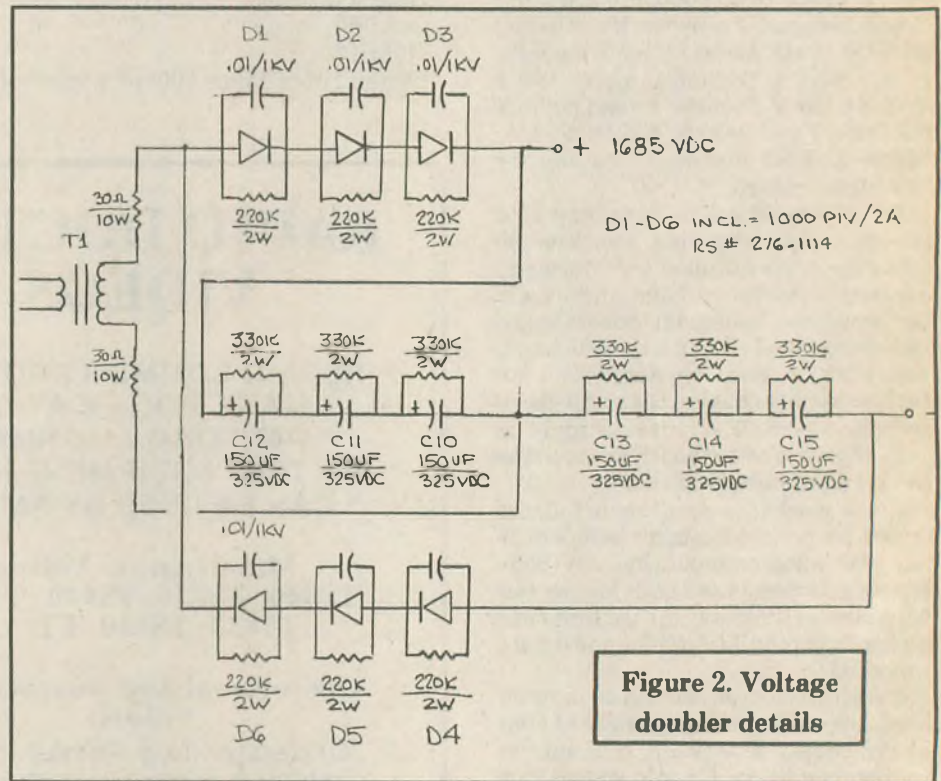 D1 D2 D3
.01/1KV .01/1KV .01/1KV
220K 220K 220K
2W 2W 2W
+ 1685 VDC
D1-D6 INCL. = 1000 PIV/2A
RS # 276-1114
30Ω
10W
T1
30Ω
10W
330K 330K 330K 330K 330K 330K
2W 2W 2W 2W 2W 2W
+ + + + + +
C12 C11 C10 C13 C14 C15
150UF 150UF 150UF 150UF 150UF 150UF
325VDC 325VDC 325VDC 325VDC 325VDC 325VDC
.01/1KV
220K 220K 220K
2W 2W 2W
D6 D5 D4
Figure 2. Voltage
doubler details